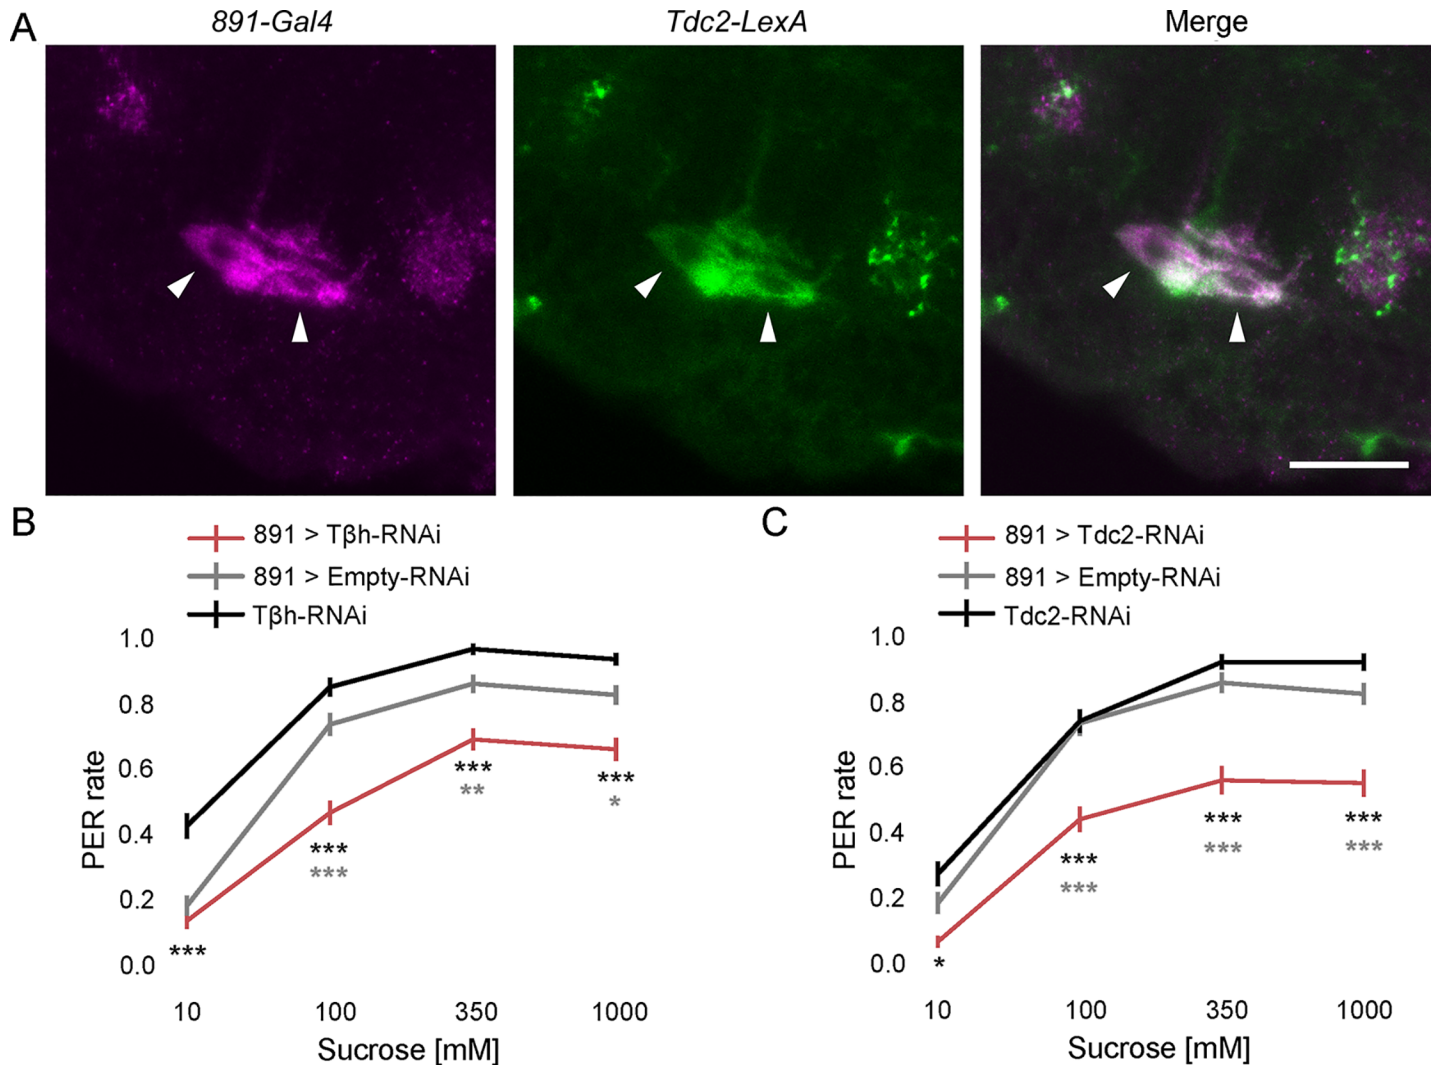 A
891-Gal4
Tdc2-LexA
Merge
B
891 > Tβh-RNAi
891 > Empty-RNAi
Tβh-RNAi
1.0
0.8
0.6
0.4
0.2
0.0
PER rate
***
***
***
***
**
***
*
10
100
350
1000
Sucrose [mM]
C
891 > Tdc2-RNAi
891 > Empty-RNAi
Tdc2-RNAi
1.0
0.8
0.6
0.4
0.2
0.0
PER rate
*
***
***
***
***
***
***
10
100
350
1000
Sucrose [mM]